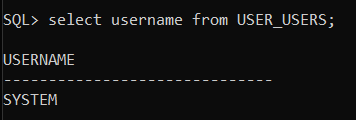 SQL> select username from USER_USERS;
USERNAME
------------------------------
SYSTEM